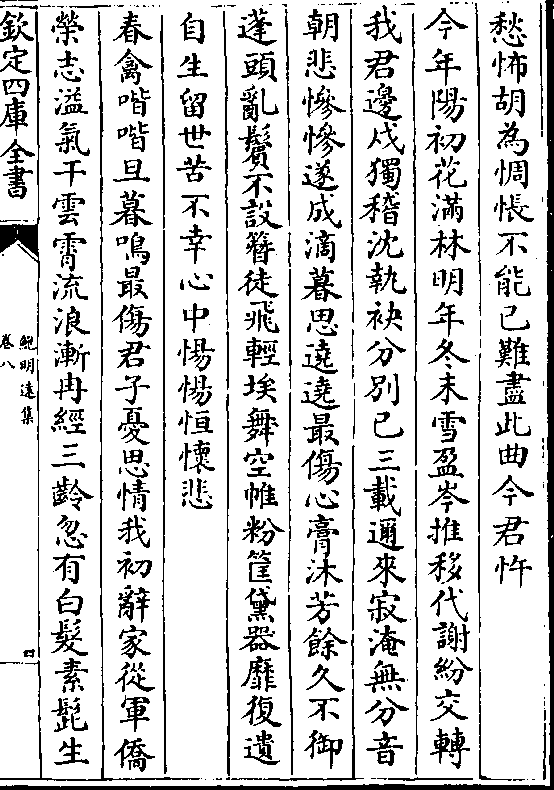 愁怖胡為惆悵不能已難盡此曲令君忤
今年陽初花滿林明年冬末雪盈岑推移代謝紛交轉
我君邊戍獨稽沈執袂分別已三載邇來寂淹無分音
朝悲慘慘遂成滴暮思遶遶最傷心膏沐芳餘久不御
蓬頭亂鬢不設簪徒飛輕埃舞空帷粉筐黛器靡復遺
自生留世苦不幸心中惕惕恒懷悲
春禽喈喈旦暮鳴最傷君子憂思情我初辭家從軍僑
榮志溢氣干雲霄流浪漸冉經三齡忽有白髮素髭生
欽定四庫全書
鮑明遠集
卷八
四